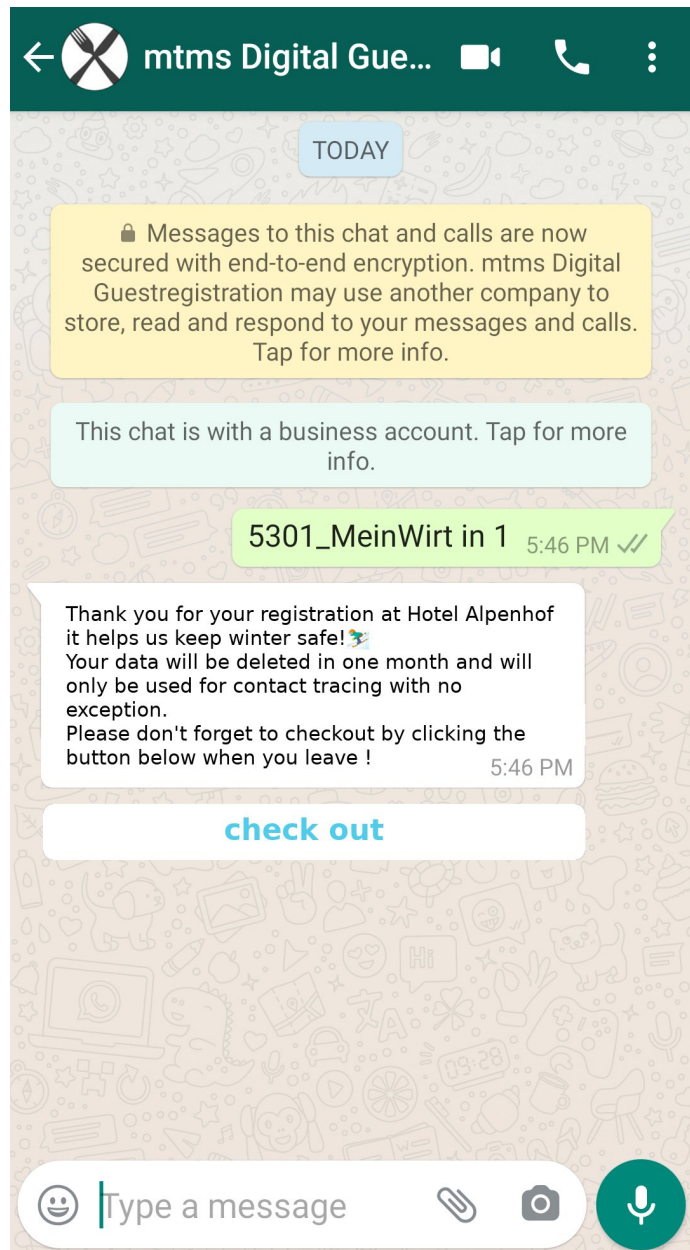 mtms Digital Gue...
TODAY
Messages to this chat and calls are now
secured with end-to-end encryption. mtms Digital
Guestregistration may use another company to
store, read and respond to your messages and calls.
Tap for more info.
This chat is with a business account. Tap for more
info.
5301_MeinWirt in 1 5:46 PM
Thank you for your registration at Hotel Alpenhof
it helps us keep winter safe!⛷
Your data will be deleted in one month and will
only be used for contact tracing with no
exception.
Please don't forget to checkout by clicking the
button below when you leave !
5:46 PM
check out
Hi
09:28
Type a message